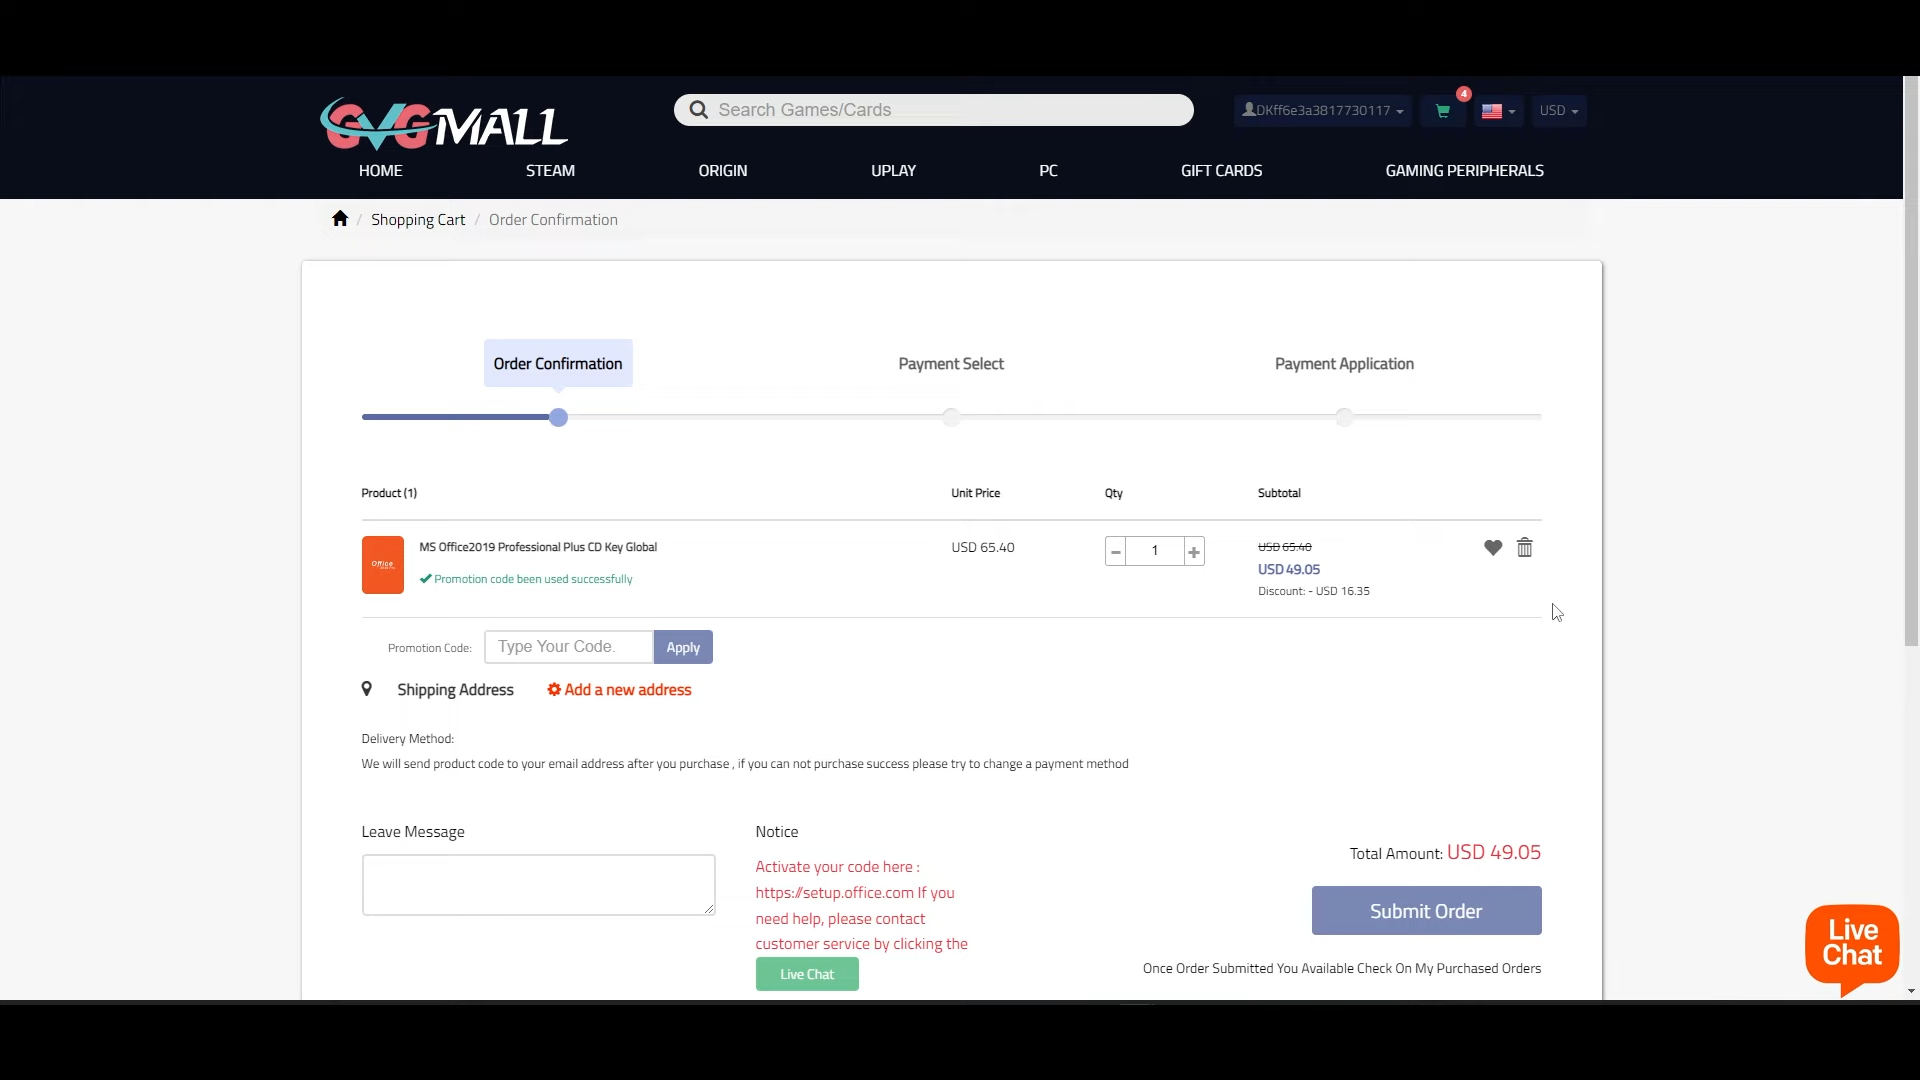 GVGMALL
Search Games/Cards
DKff6e3a3817730117
4
USD
HOME
STEAM
ORIGIN
UPLAY
PC
GIFT CARDS
GAMING PERIPHERALS
/ Shopping Cart / Order Confirmation
Order Confirmation
Payment Select
Payment Application
Product (1)
Unit Price
Qty
Subtotal
Office
MS Office2019 Professional Plus CD Key Global
Promotion code been used successfully
USD 65.40
− 1 +
USD 65.40
USD 49.05
Discount: - USD 16.35
Promotion Code:
Type Your Code.
Apply
Shipping Address
Add a new address
Delivery Method:
We will send product code to your email address after you purchase , if you can not purchase success please try to change a payment method
Leave Message
Notice
Activate your code here :
https://setup.office.com If you
need help, please contact
customer service by clicking the
Live Chat
Total Amount: USD 49.05
Submit Order
Once Order Submitted You Available Check On My Purchased Orders
Live
Chat